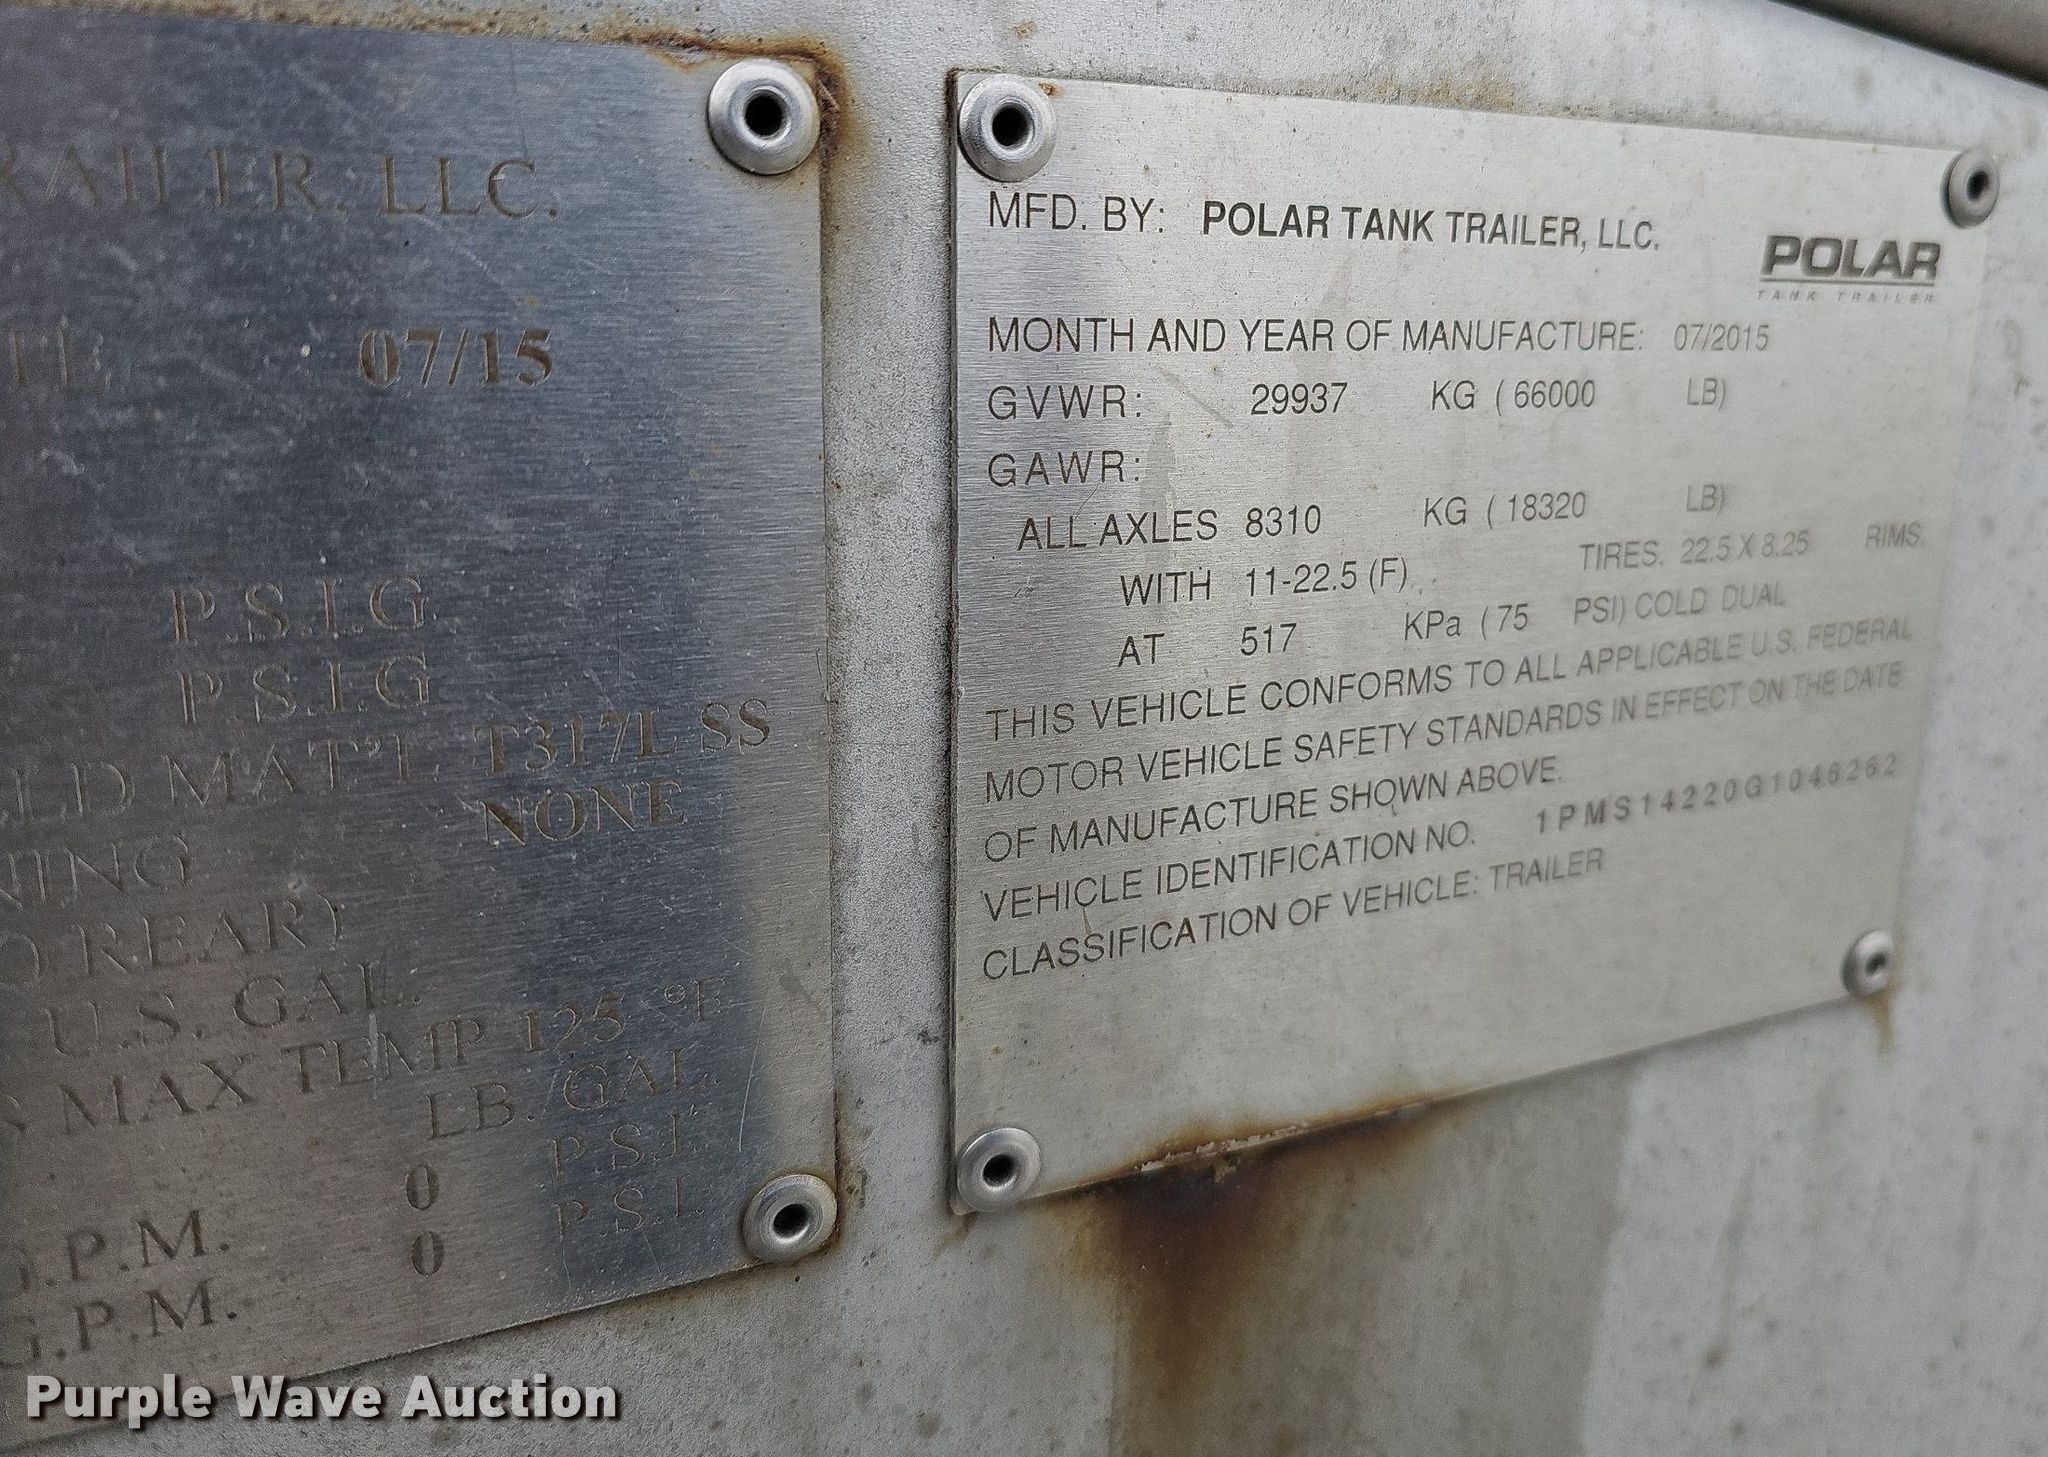 RAILER, LLC.
07/15
P.S.I.G.
P.S.I.G
LD MAT'L T317L SS
NING NONE
O REAR)
U.S. GAL.
MAX TEMP 125 °F
LB./GAL.
0 P.S.I.
0 P.S.I.
.P.M.
G.P.M.
MFD. BY: POLAR TANK TRAILER, LLC.
POLAR
TANK TRAILER
MONTH AND YEAR OF MANUFACTURE: 07/2015
GVWR: 29937 KG ( 66000 LB)
GAWR:
ALL AXLES 8310 KG ( 18320 LB)
WITH 11-22.5 (F) TIRES, 22.5 X 8.25 RIMS,
AT 517 KPa ( 75 PSI) COLD DUAL
THIS VEHICLE CONFORMS TO ALL APPLICABLE U.S. FEDERAL
MOTOR VEHICLE SAFETY STANDARDS IN EFFECT ON THE DATE
OF MANUFACTURE SHOWN ABOVE.
VEHICLE IDENTIFICATION NO. 1PMS14220G1046262
CLASSIFICATION OF VEHICLE: TRAILER
Purple Wave Auction